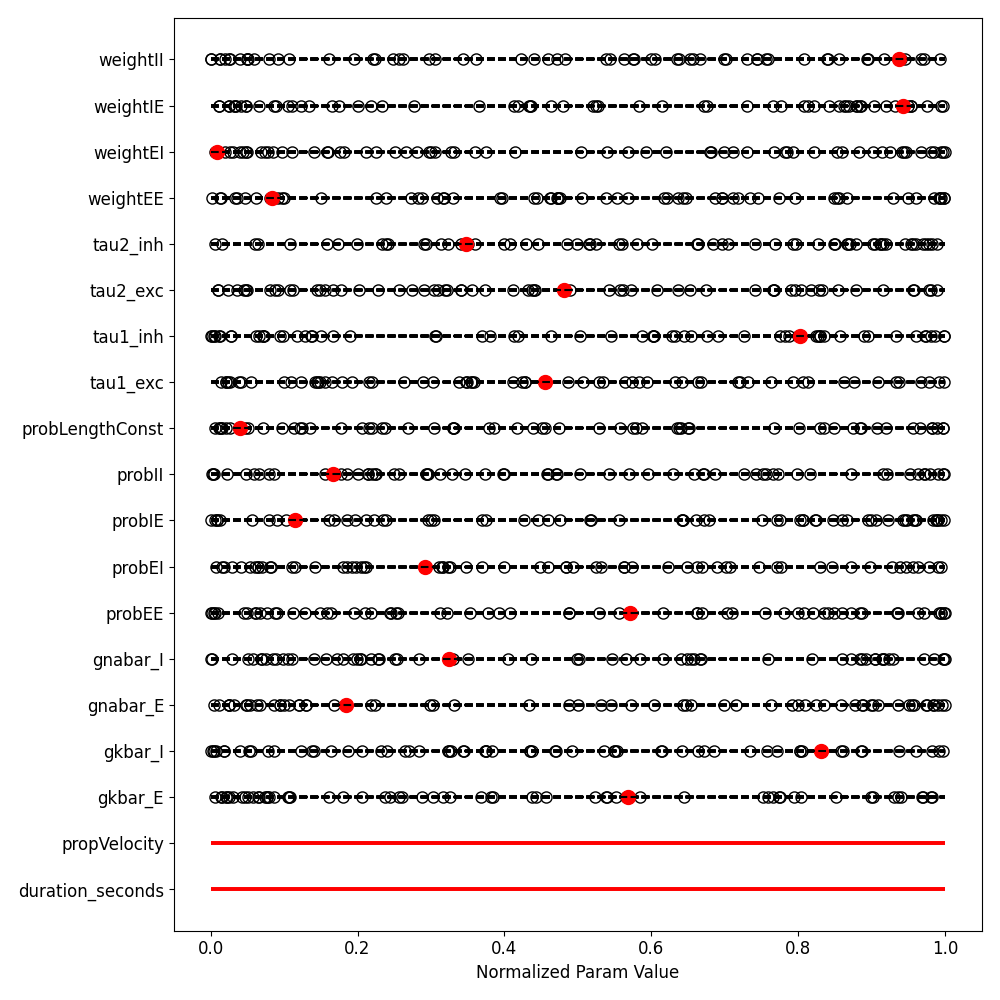 weightII
weightIE
weightEI
weightEE
tau2_inh
tau2_exc
tau1_inh
tau1_exc
probLengthConst
probII
probIE
probEI
probEE
gnabar_I
gnabar_E
gkbar_I
gkbar_E
propVelocity
duration_seconds
0.0 0.2 0.4 0.6 0.8 1.0
Normalized Param Value